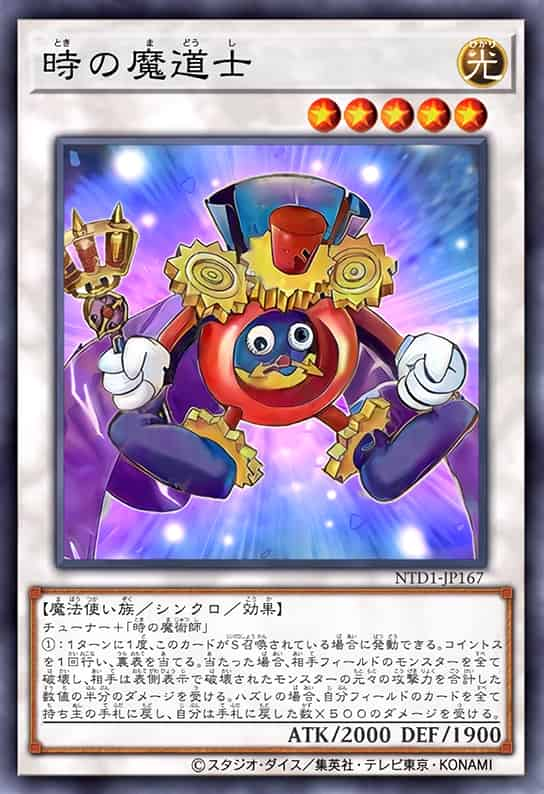 時の魔道士
光
NTD1-JP167
【魔法使い族／シンクロ／効果】
チューナー＋「時の魔術師」
①：１ターンに１度、このカードがS召喚されている場合に発動できる。コイントス
を１回行い、裏表を当てる。当たった場合、相手フィールドのモンスターを全て
破壊し、相手は表側表示で破壊されたモンスターの元々の攻撃力を合計した
数値の半分のダメージを受ける。ハズレの場合、自分フィールドのカードを全て
持ち主の手札に戻し、自分は手札に戻した数×５００のダメージを受ける。
ATK/2000 DEF/1900
©スタジオ・ダイス／集英社・テレビ東京・KONAMI